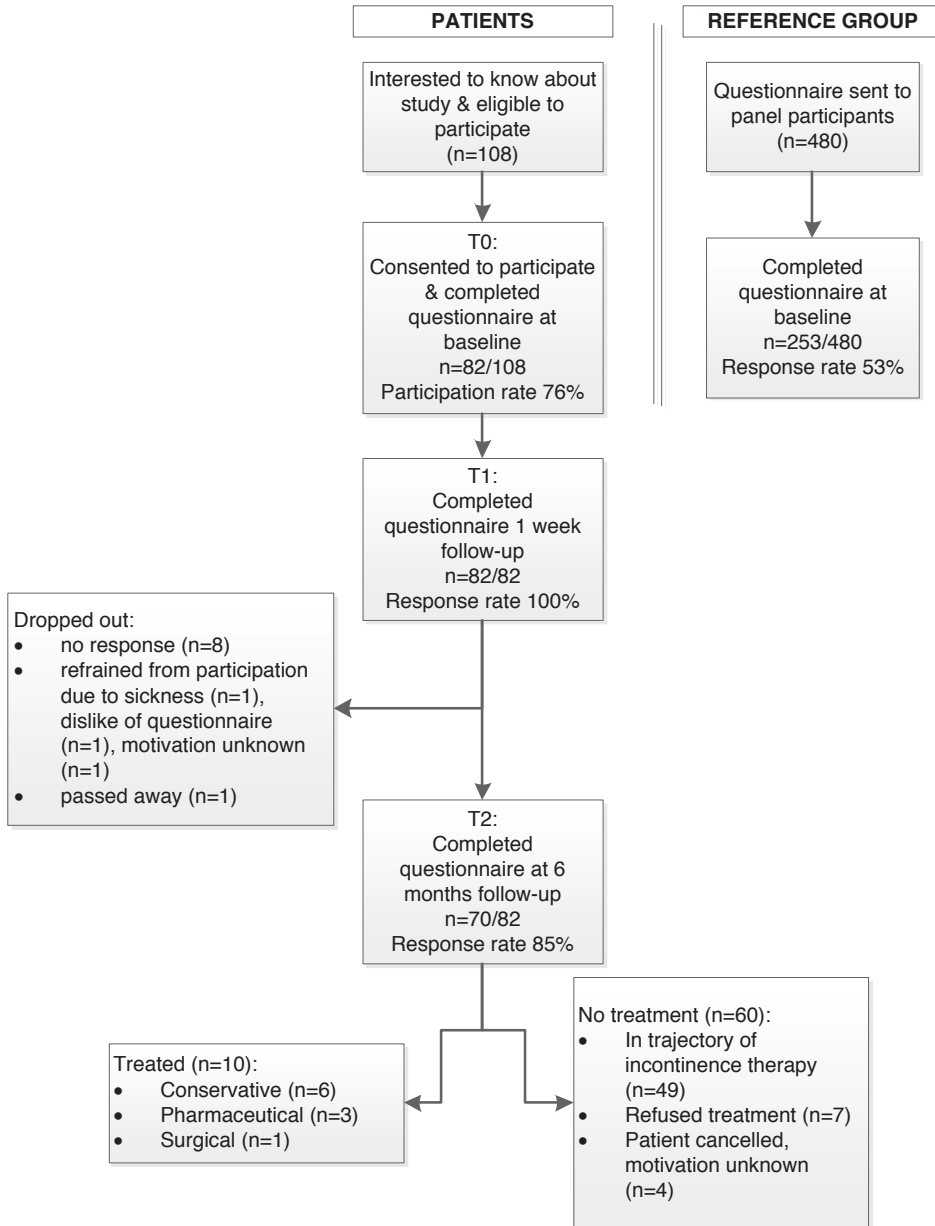 PATIENTS
REFERENCE GROUP
Interested to know about
study & eligible to
participate
(n=108)
Questionnaire sent to
panel participants
(n=480)
T0:
Consented to participate
& completed
questionnaire at
baseline
n=82/108
Participation rate 76%
Completed
questionnaire at
baseline
n=253/480
Response rate 53%
T1:
Completed
questionnaire 1 week
follow-up
n=82/82
Response rate 100%
Dropped out:
• no response (n=8)
• refrained from participation
due to sickness (n=1),
dislike of questionnaire
(n=1), motivation unknown
(n=1)
• passed away (n=1)
T2:
Completed
questionnaire at 6
months follow-up
n=70/82
Response rate 85%
Treated (n=10):
• Conservative (n=6)
• Pharmaceutical (n=3)
• Surgical (n=1)
No treatment (n=60):
• In trajectory of
incontinence therapy
(n=49)
• Refused treatment (n=7)
• Patient cancelled,
motivation unknown
(n=4)